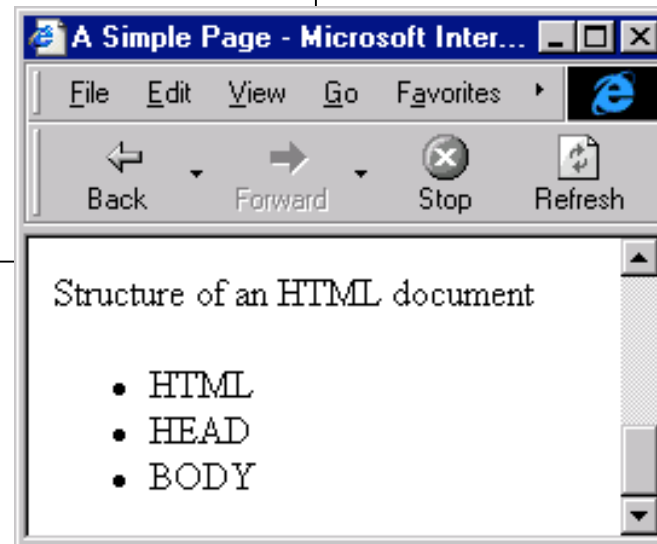 A Simple Page - Microsoft Inter...
File Edit View Go Favorites
Back Forward Stop Refresh
Structure of an HTML document
• HTML
• HEAD
• BODY